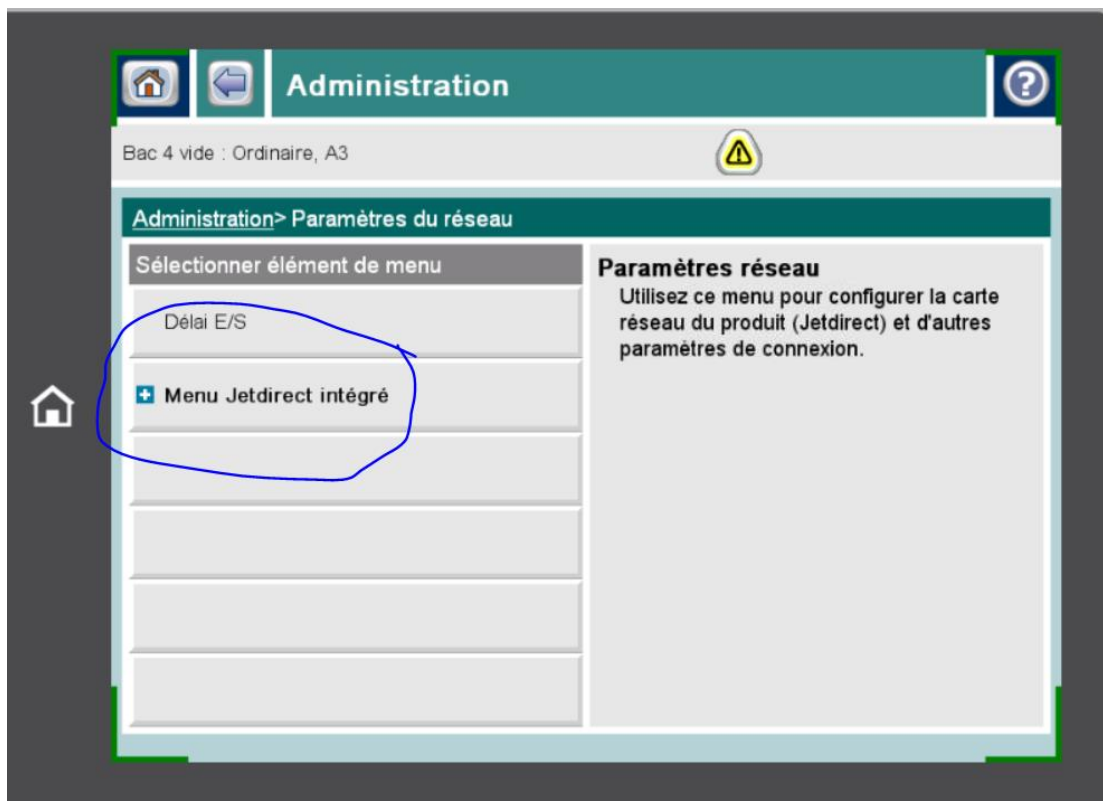 Administration
?
Bac 4 vide : Ordinaire, A3
Administration> Paramètres du réseau
Sélectionner élément de menu
Délai E/S
Menu Jetdirect intégré
Paramètres réseau
Utilisez ce menu pour configurer la carte
réseau du produit (Jetdirect) et d'autres
paramètres de connexion.